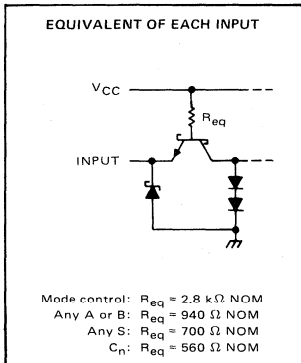 EQUIVALENT OF EACH INPUT
VCC
Req
INPUT
Mode control: Req = 2.8 kΩ NOM
Any A or B: Req = 940 Ω NOM
Any S: Req = 700 Ω NOM
Cn: Req = 560 Ω NOM